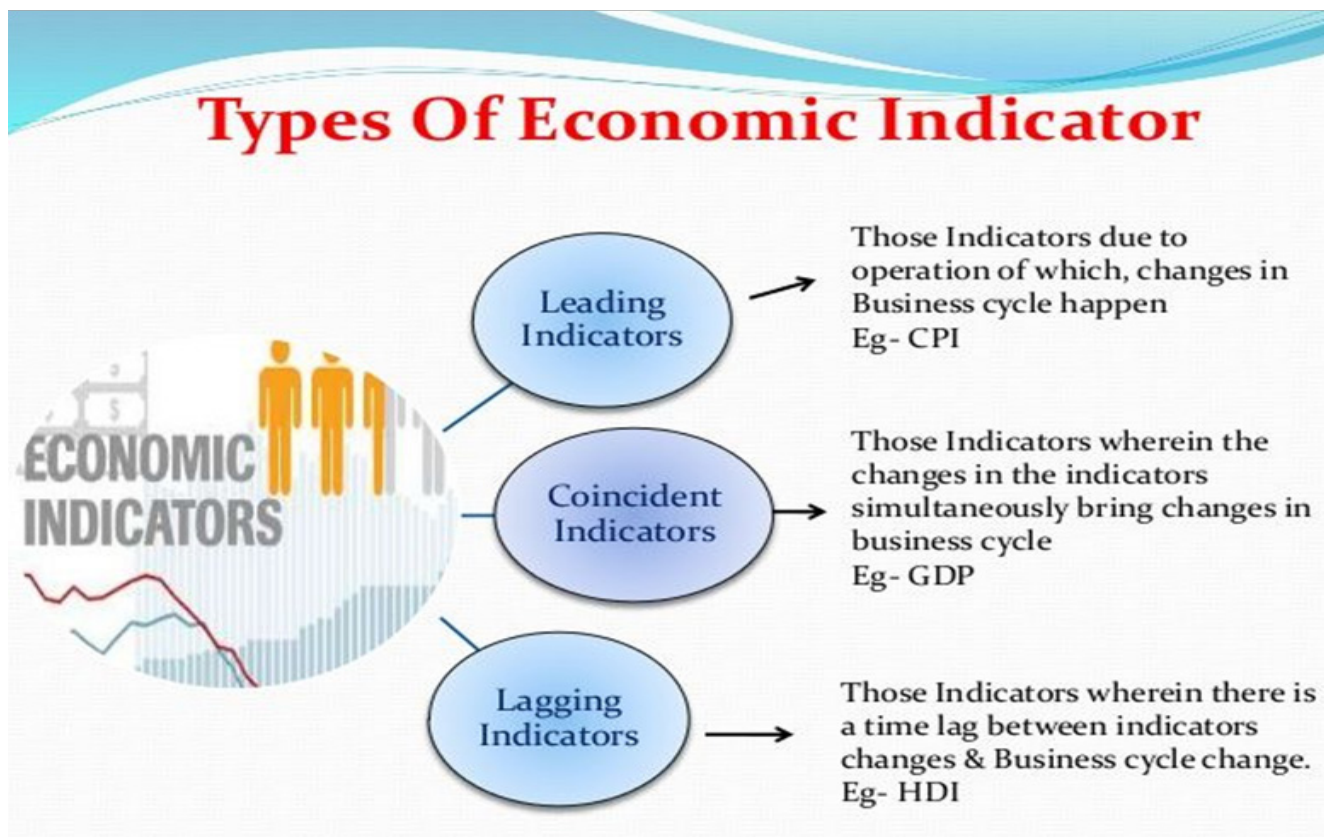 Types Of Economic Indicator
ECONOMIC
INDICATORS
$
Leading
Indicators
Those Indicators due to
operation of which, changes in
Business cycle happen
Eg- CPI
Coincident
Indicators
Those Indicators wherein the
changes in the indicators
simultaneously bring changes in
business cycle
Eg- GDP
Lagging
Indicators
Those Indicators wherein there is
a time lag between indicators
changes & Business cycle change.
Eg- HDI